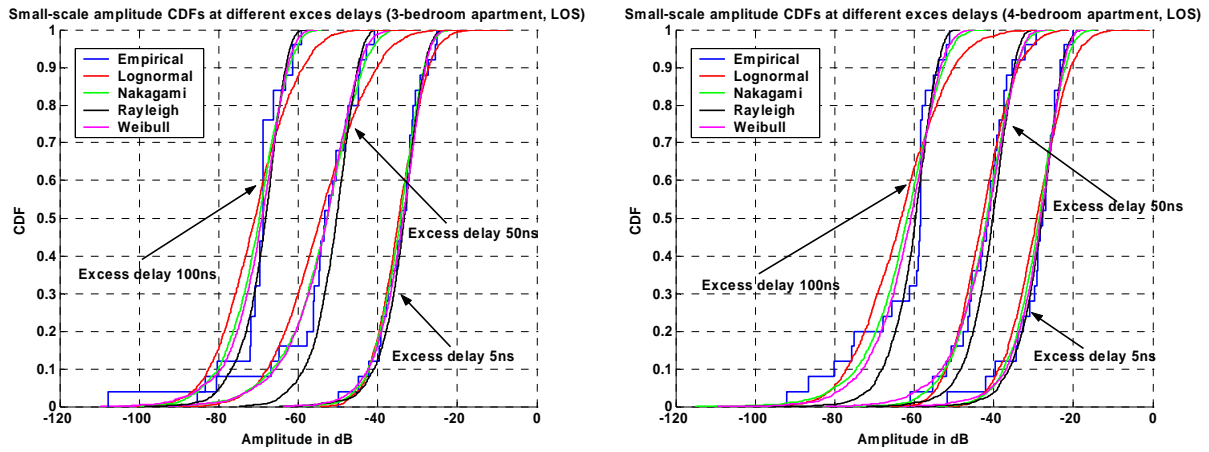 Small-scale amplitude CDFs at different exces delays (3-bedroom apartment, LOS)
1
0.9
0.8
0.7
0.6
0.5
0.4
0.3
0.2
0.1
0
CDF
Empirical
Lognormal
Nakagami
Rayleigh
Weibull
Excess delay 50ns
Excess delay 100ns
Excess delay 5ns
-120 -100 -80 -60 -40 -20 0
Amplitude in dB
Small-scale amplitude CDFs at different exces delays (4-bedroom apartment, LOS)
1
0.9
0.8
0.7
0.6
0.5
0.4
0.3
0.2
0.1
0
CDF
Empirical
Lognormal
Nakagami
Rayleigh
Weibull
Excess delay 50ns
Excess delay 100ns
Excess delay 5ns
-120 -100 -80 -60 -40 -20 0
Amplitude in dB